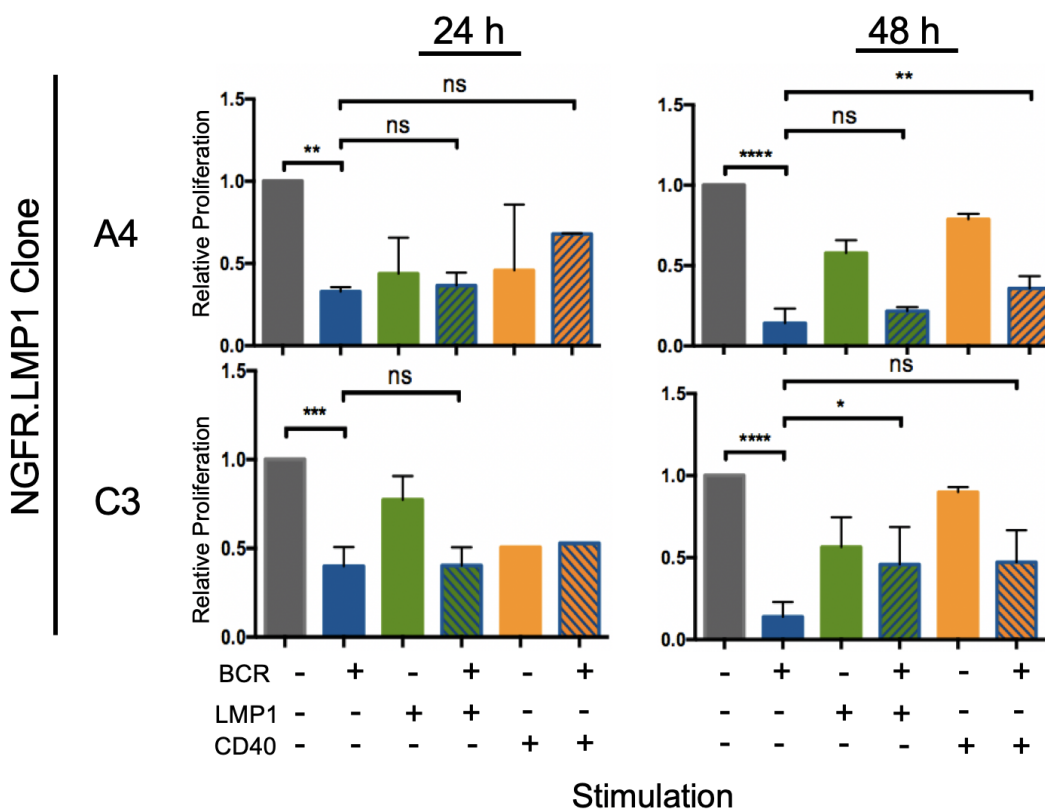 24 h
48 h
NGFR.LMP1 Clone
A4
Relative Proliferation
1.5
1.0
0.5
0.0
**
ns
ns
1.5
1.0
0.5
0.0
****
ns
**
C3
Relative Proliferation
1.5
1.0
0.5
0.0
***
ns
1.5
1.0
0.5
0.0
****
*
ns
BCR - + - + - + - + - + - +
LMP1 - - + + - - - - + + - -
CD40 - - - - + + - - - - + +
Stimulation